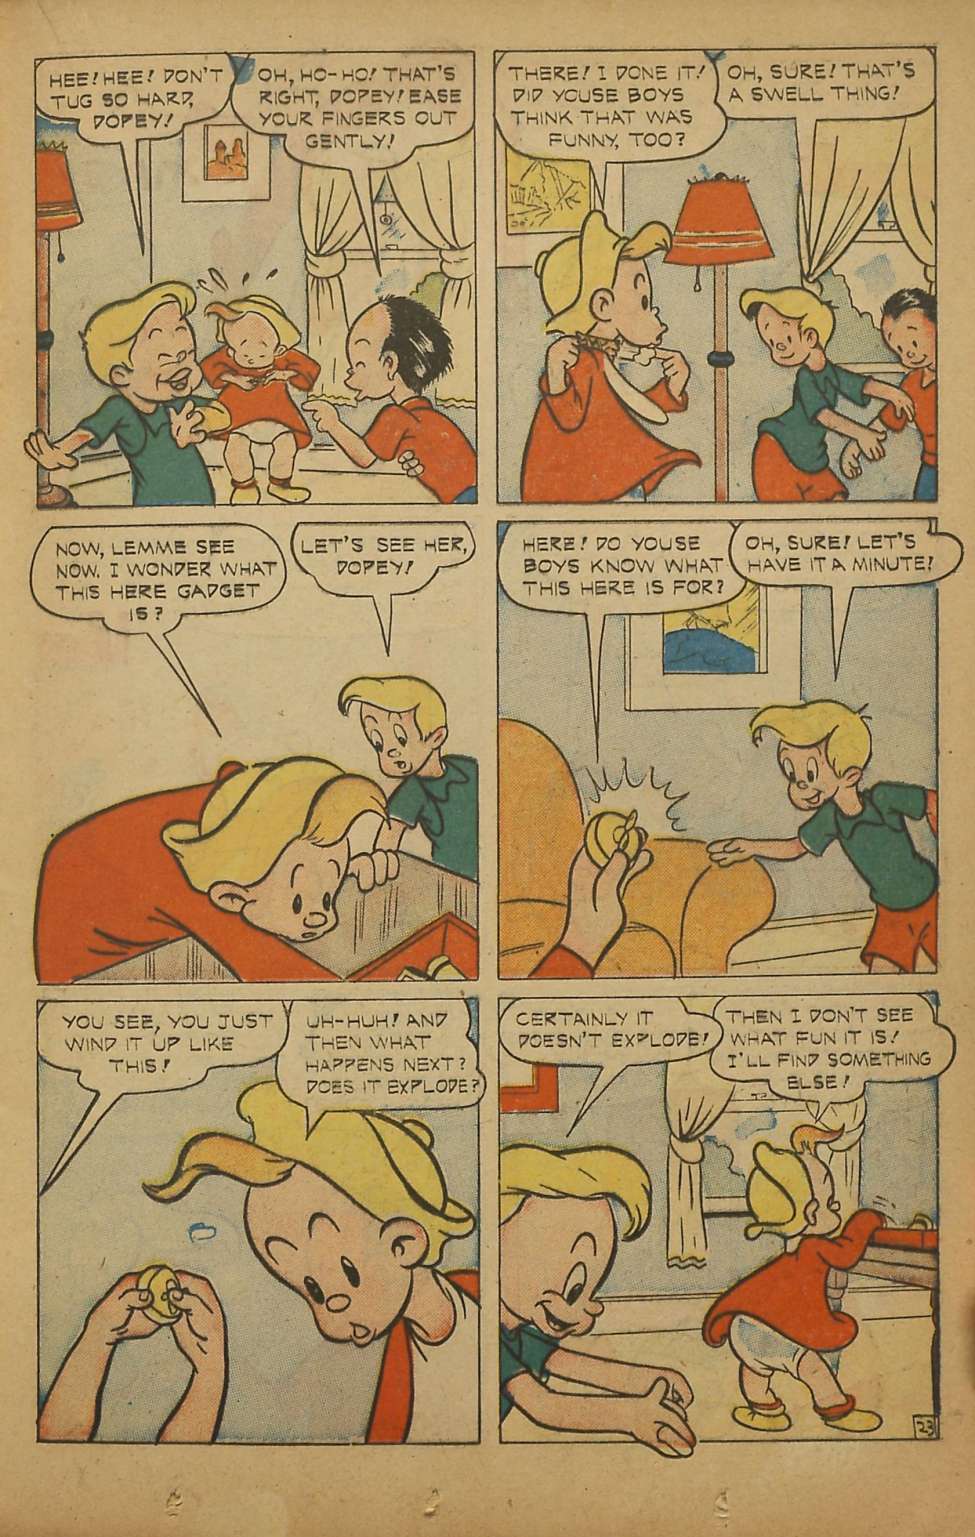 HEE! HEE! DON'T
TUG SO HARD,
DOPEY!
OH, HO-HO! THAT'S
RIGHT, DOPEY! EASE
YOUR FINGERS OUT
GENTLY!
THERE! I DONE IT!
DID YOUSE BOYS
THINK THAT WAS
FUNNY, TOO?
OH, SURE! THAT'S
A SWELL THING!
NOW, LEMME SEE
NOW. I WONDER WHAT
THIS HERE GADGET
IS?
LET'S SEE HER,
DOPEY!
HERE! DO YOUSE
BOYS KNOW WHAT
THIS HERE IS FOR?
OH, SURE! LET'S
HAVE IT A MINUTE!
YOU SEE, YOU JUST
WIND IT UP LIKE
THIS!
UH-HUH! AND
THEN WHAT
HAPPENS NEXT?
DOES IT EXPLODE?
CERTAINLY IT
DOESN'T EXPLODE!
THEN I DON'T SEE
WHAT FUN IT IS!
I'LL FIND SOMETHING
ELSE!
23